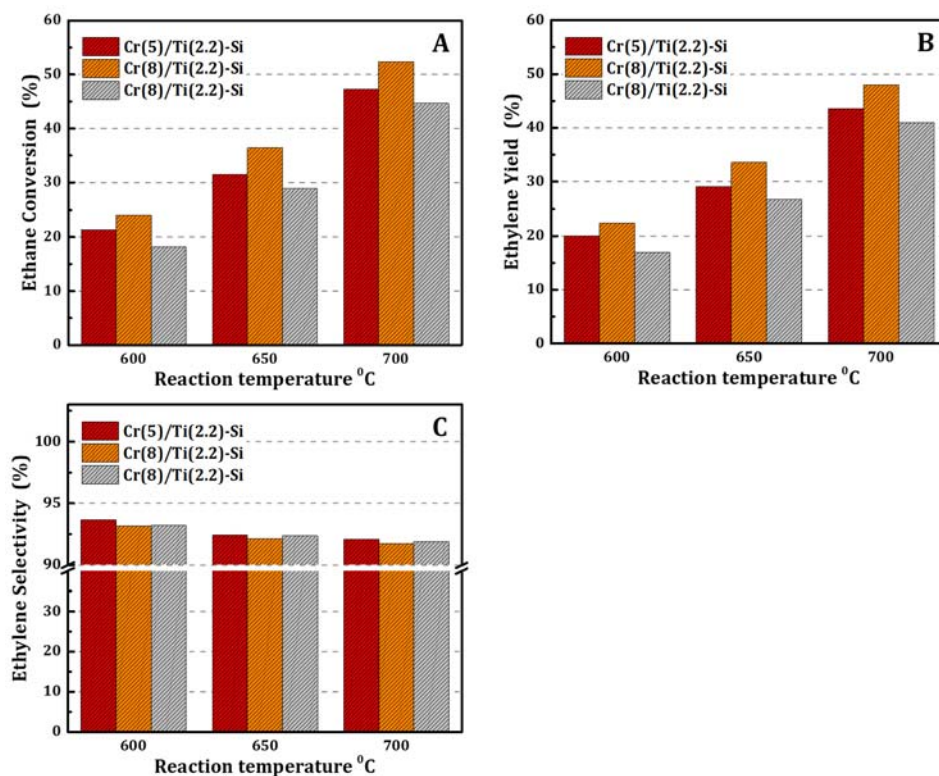 A
Cr(5)/Ti(2.2)-Si
Cr(8)/Ti(2.2)-Si
Cr(8)/Ti(2.2)-Si
Ethane Conversion (%)
60
50
40
30
20
10
0
600 650 700
Reaction temperature ⁰C
B
Cr(5)/Ti(2.2)-Si
Cr(8)/Ti(2.2)-Si
Cr(8)/Ti(2.2)-Si
Ethylene Yield (%)
60
50
40
30
20
10
0
600 650 700
Reaction temperature ⁰C
C
Cr(5)/Ti(2.2)-Si
Cr(8)/Ti(2.2)-Si
Cr(8)/Ti(2.2)-Si
Ethylene Selectivity (%)
100
95
90
30
20
10
0
600 650 700
Reaction temperature ⁰C